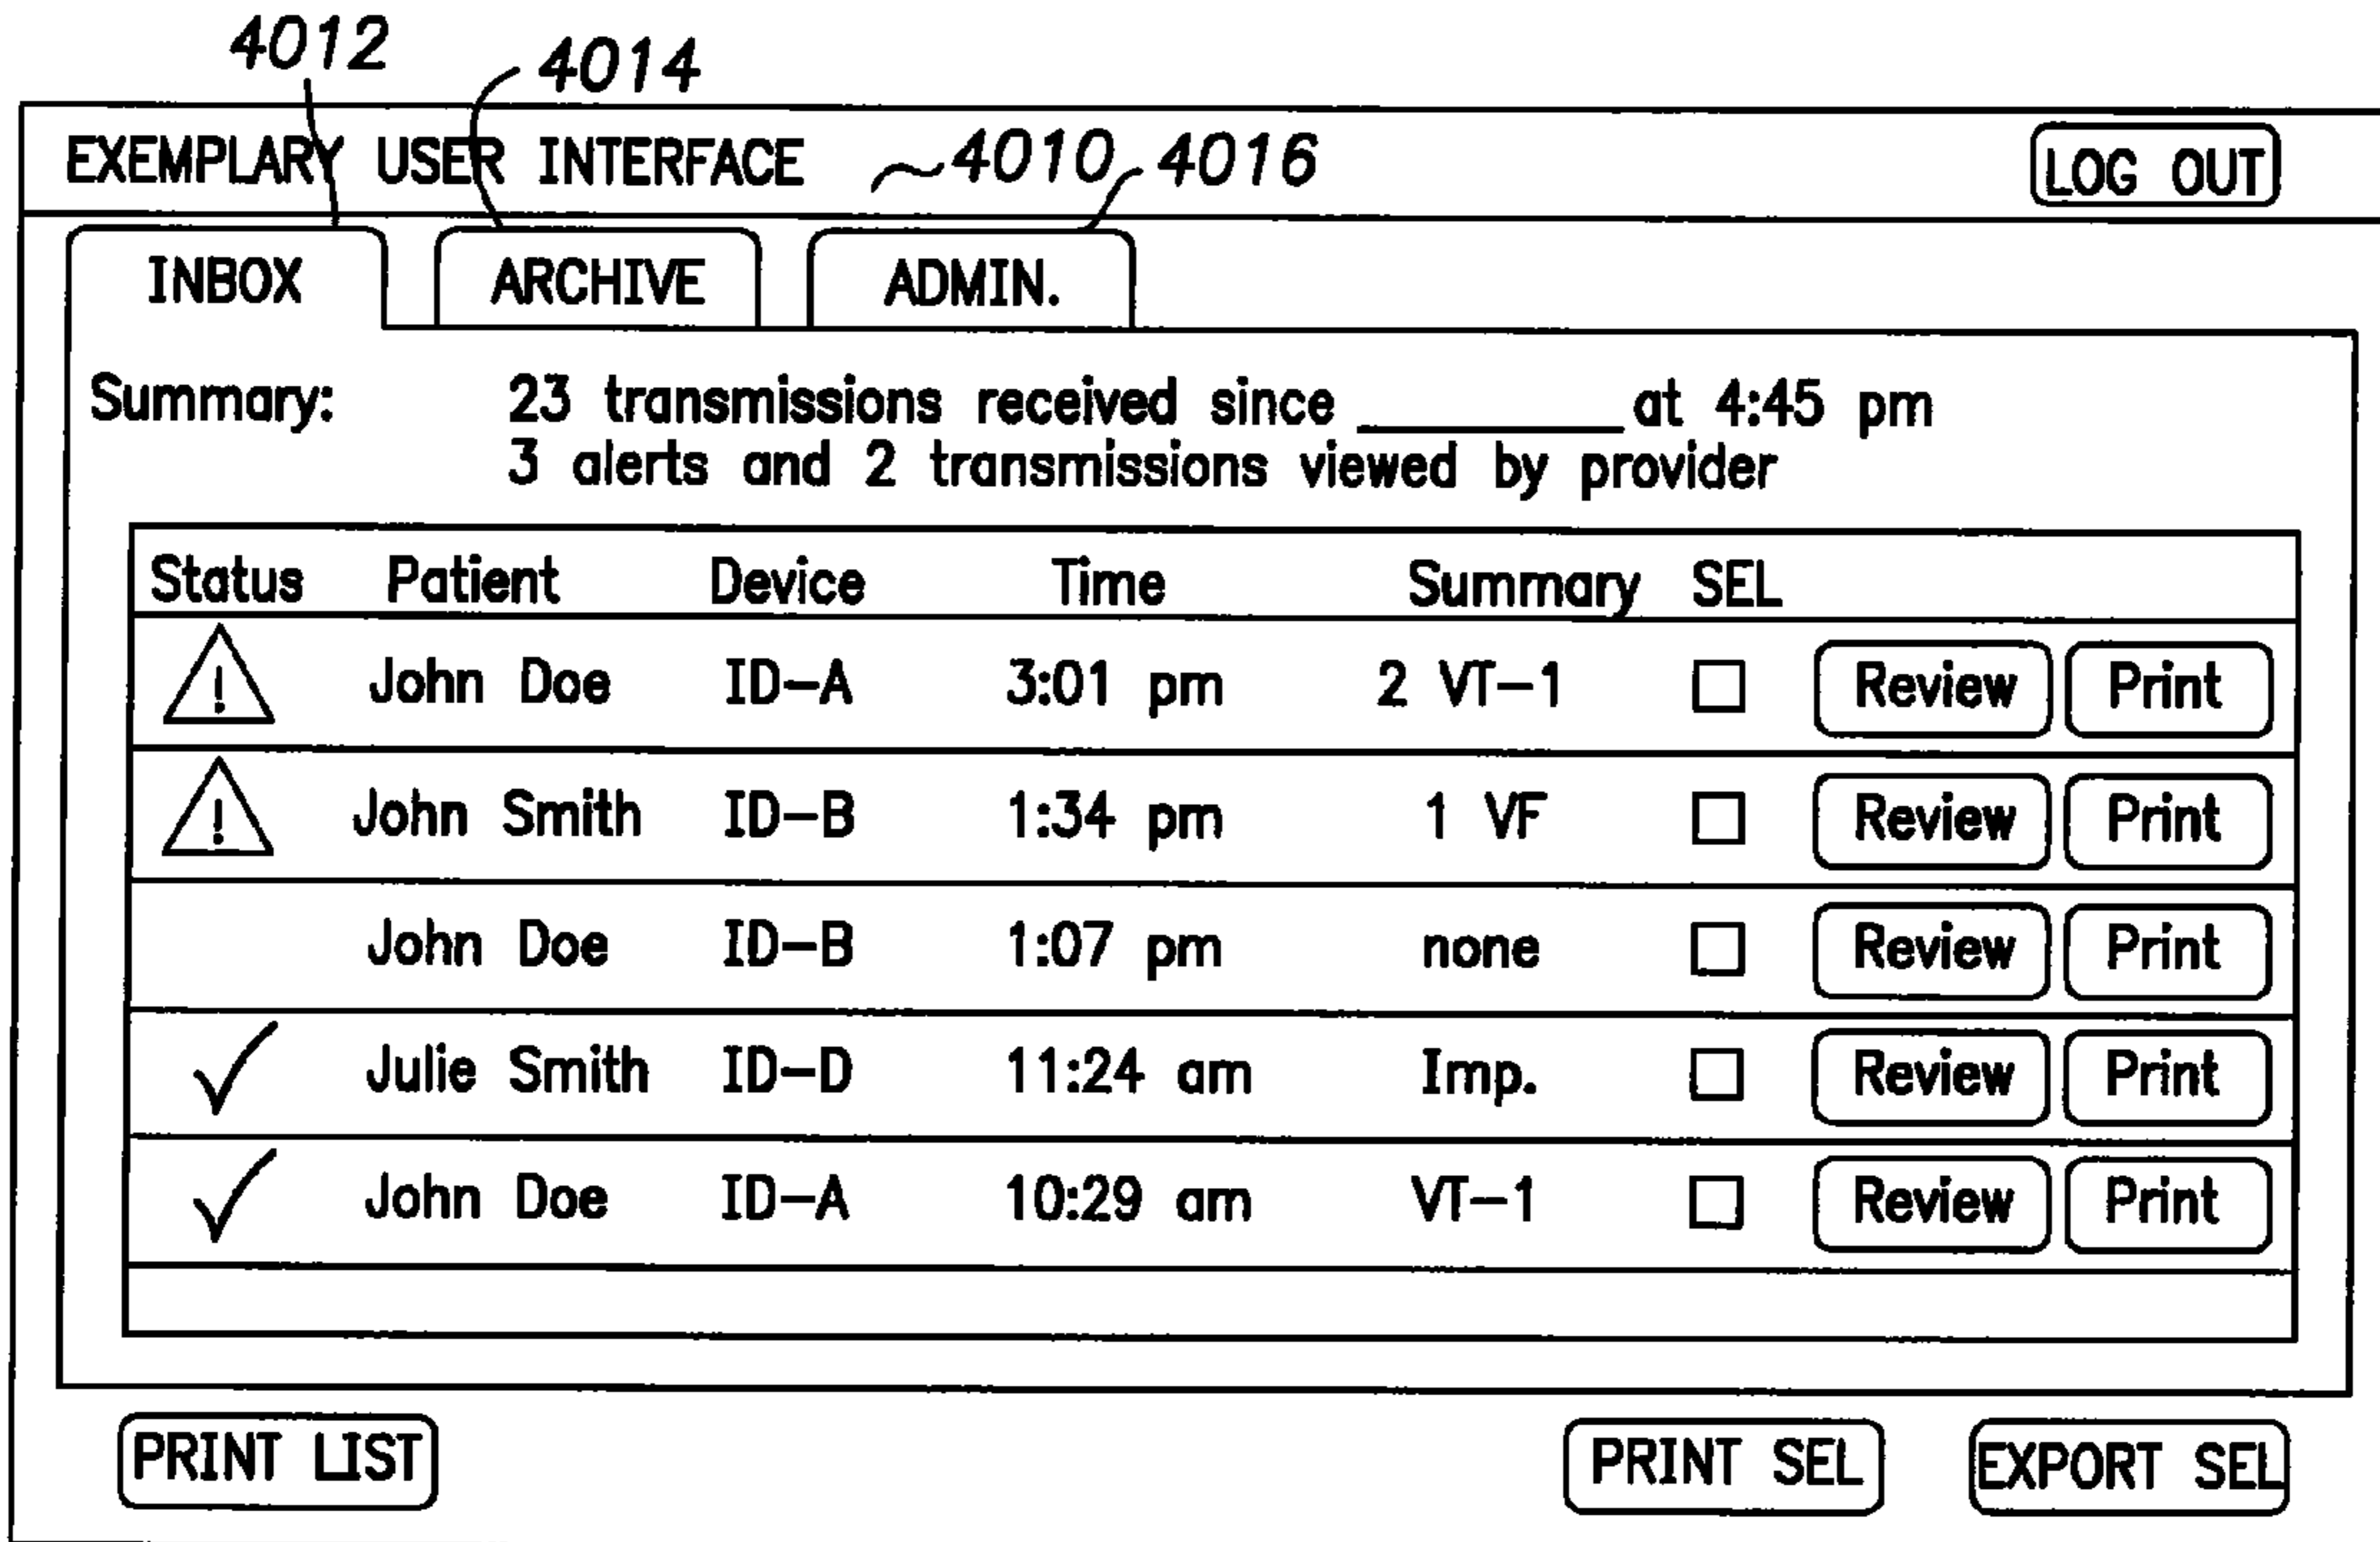 4012
4014
EXEMPLARY USER INTERFACE 4010 4016 LOG OUT
INBOX ARCHIVE ADMIN.
Summary: 23 transmissions received since ________ at 4:45 pm
3 alerts and 2 transmissions viewed by provider
Status Patient Device Time Summary SEL
! John Doe ID-A 3:01 pm 2 VT-1 Review Print
! John Smith ID-B 1:34 pm 1 VF Review Print
John Doe ID-B 1:07 pm none Review Print
Julie Smith ID-D 11:24 am Imp. Review Print
John Doe ID-A 10:29 am VT-1 Review Print
PRINT LIST PRINT SEL EXPORT SEL